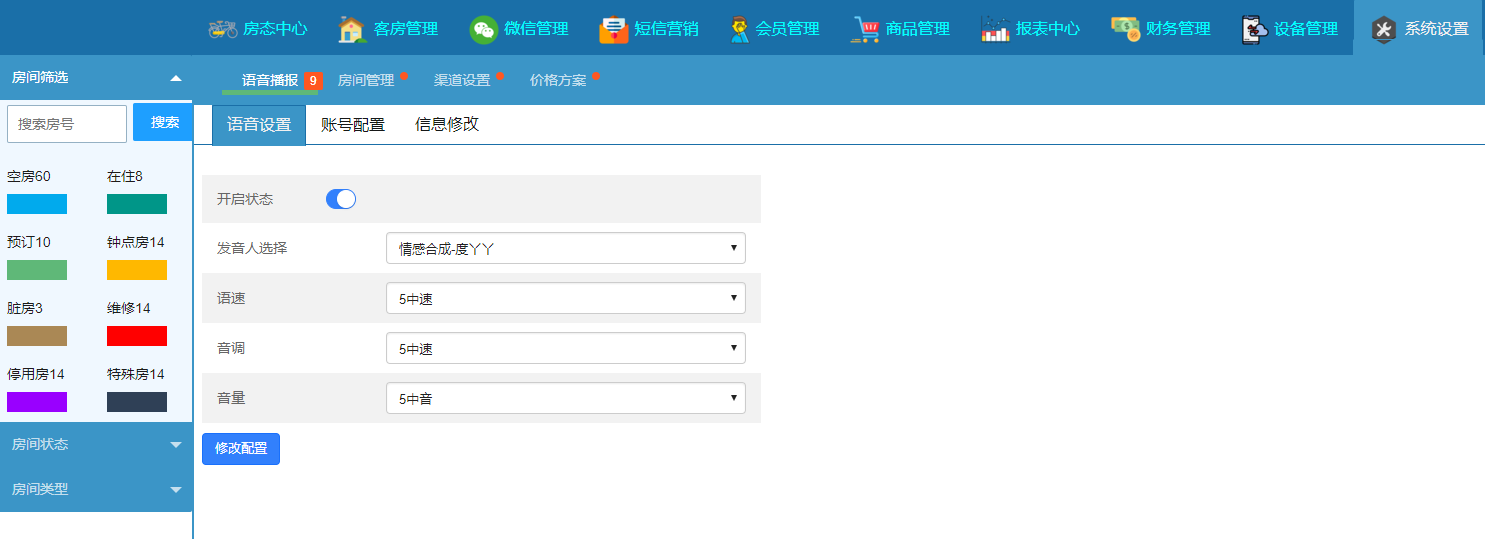 房态中心 客房管理 微信管理 短信营销 会员管理 商品管理 报表中心 财务管理 设备管理 系统设置
房间筛选
语音播报 9 房间管理 渠道设置 价格方案
搜索房号 搜索
语音设置 账号配置 信息修改
空房60 在住8
预订10 钟点房14
脏房3 维修14
停用房14 特殊房14
房间状态
房间类型
开启状态
发音人选择 情感合成-度丫丫
语速 5中速
音调 5中速
音量 5中音
修改配置